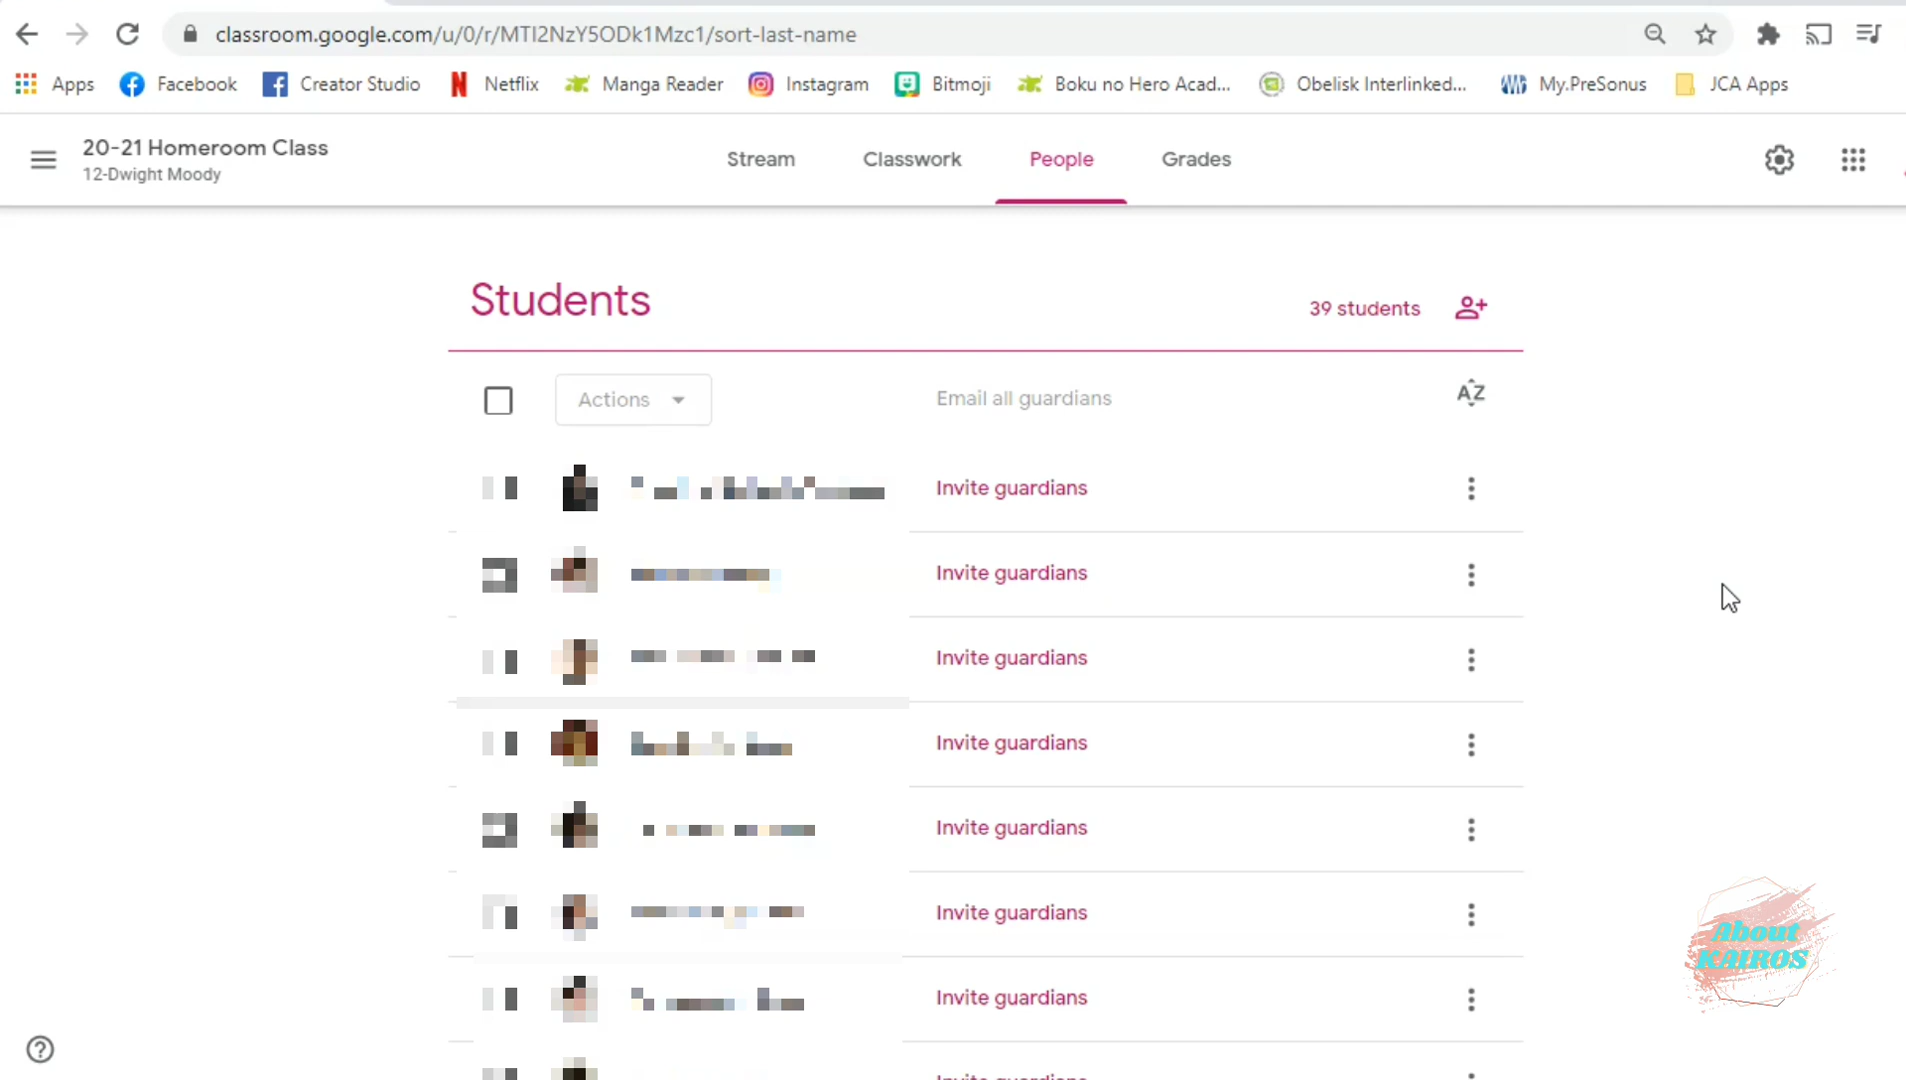 classroom.google.com/u/0/r/MTI2NzY5ODk1Mzc1/sort-last-name
Apps Facebook Creator Studio Netflix Manga Reader Instagram Bitmoji Boku no Hero Acad... Obelisk Interlinked... My.PreSonus JCA Apps
20-21 Homeroom Class
12-Dwight Moody
Stream Classwork People Grades
Students
39 students
Actions
Email all guardians
AZ
Invite guardians
Invite guardians
Invite guardians
Invite guardians
Invite guardians
Invite guardians
About
KAIROS
Invite guardians
Invite guardians